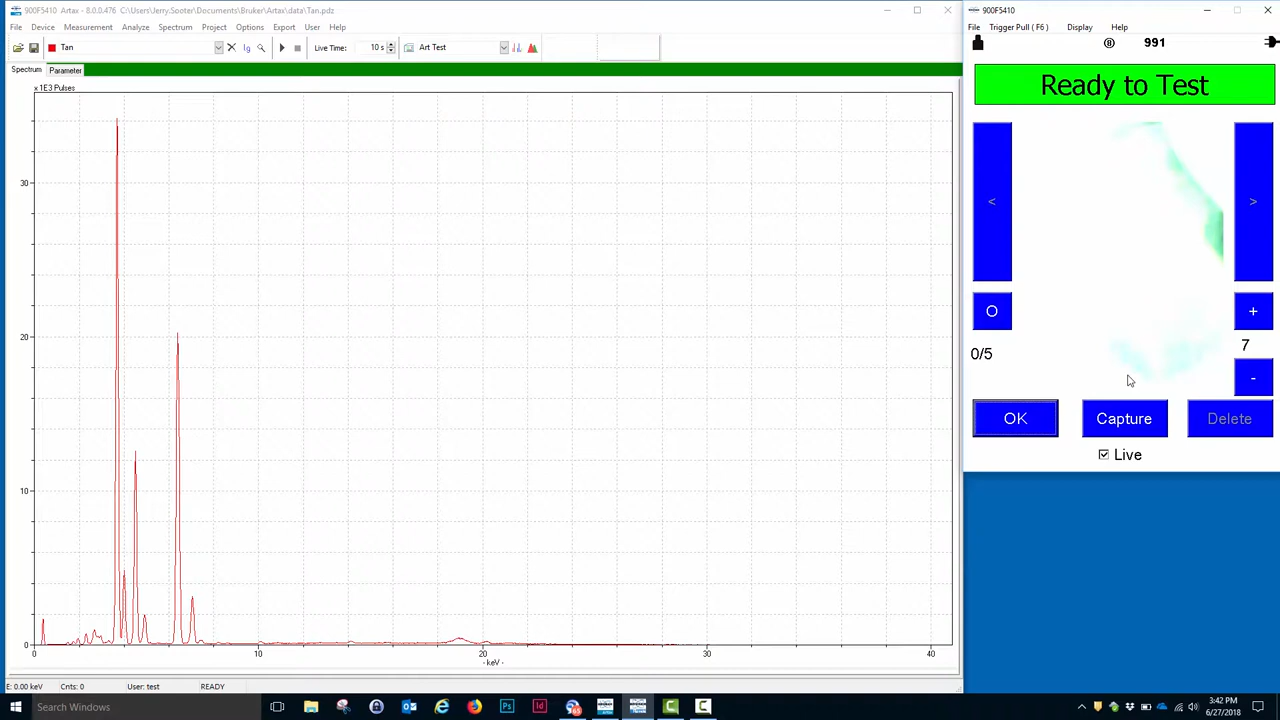 900F5410 - Artax - 8.0.0.476 C:\Users\Jerry.Sooter\Documents\Bruker\Artax\data\Tan.pdz
File Device Measurement Analyze Spectrum Project Options Report User Help
Tan
Live Time: 10 s
Art Test
Spectrum Parameter
x 1E3 Pulses
30
20
10
0
0 10 20 30 40
- keV -
E: 0.00 keV Cnts: 0 User: test READY
900F5410
File Trigger Pull ( F6 ) Display Help
991
Ready to Test
< >
O +
0/5 7
-
OK Capture Delete
Live
Search Windows
3:42 PM
6/27/2018